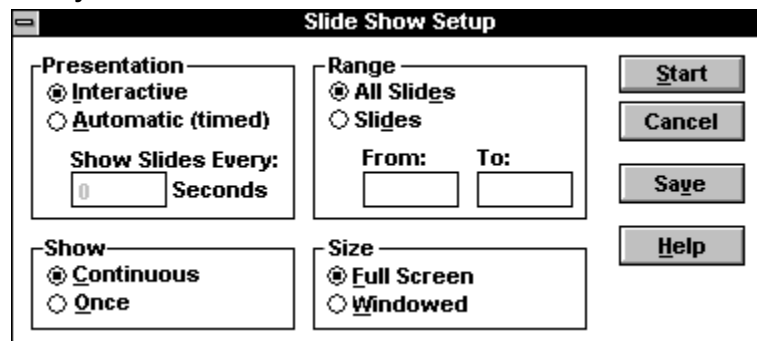 Slide Show Setup
Presentation
Interactive
Automatic (timed)
Show Slides Every:
0 Seconds
Range
All Slides
Slides
From: To:
Show
Continuous
Once
Size
Full Screen
Windowed
Start
Cancel
Save
Help